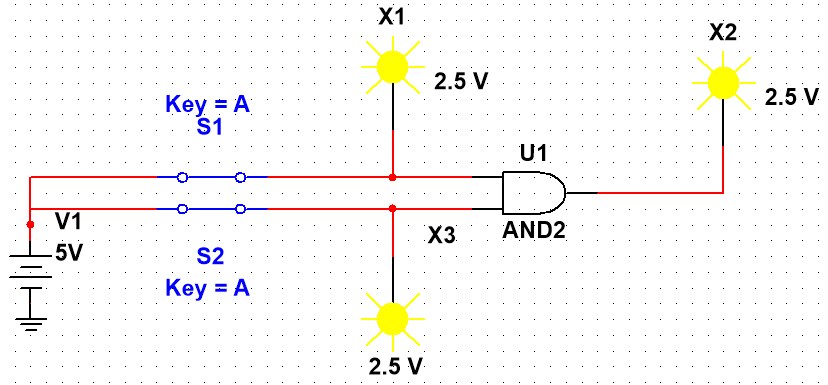 X1
2.5 V
X2
2.5 V
Key = A
S1
U1
AND2
V1
5V
X3
S2
Key = A
2.5 V